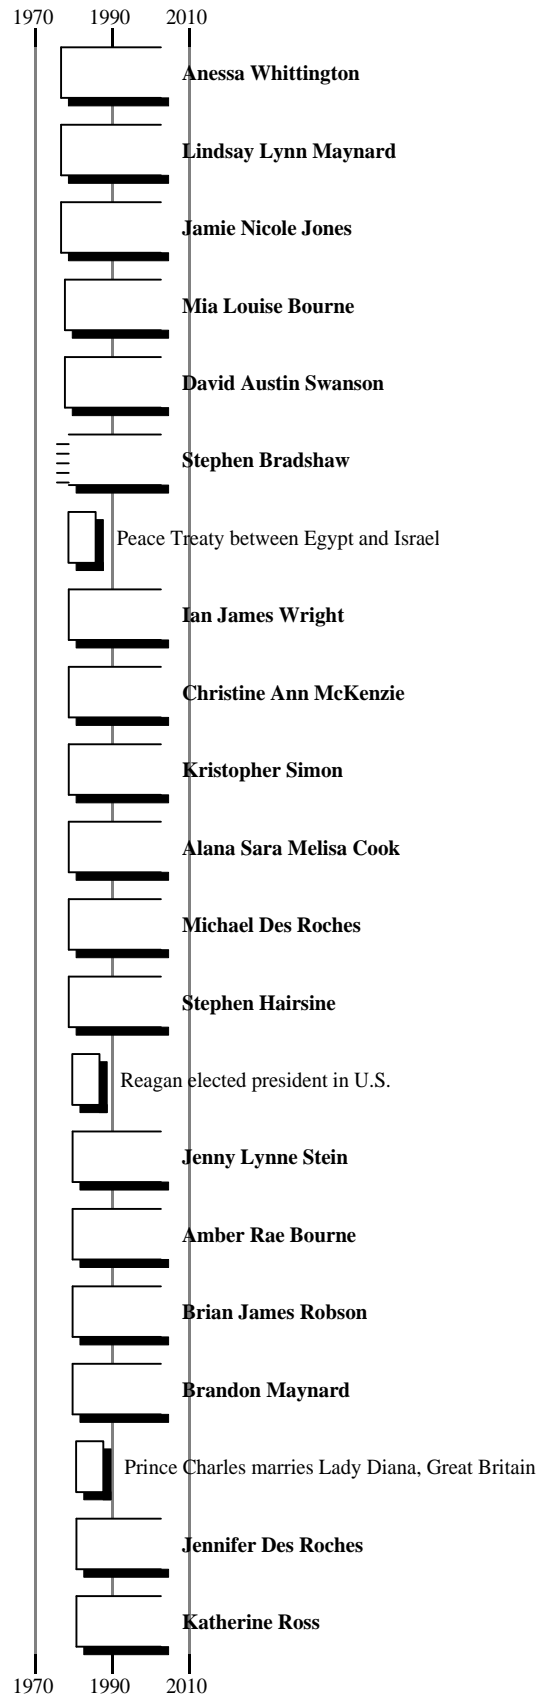 1970 1990 2010
Anessa Whittington
Lindsay Lynn Maynard
Jamie Nicole Jones
Mia Louise Bourne
David Austin Swanson
Stephen Bradshaw
Peace Treaty between Egypt and Israel
Ian James Wright
Christine Ann McKenzie
Kristopher Simon
Alana Sara Melisa Cook
Michael Des Roches
Stephen Hairsine
Reagan elected president in U.S.
Jenny Lynne Stein
Amber Rae Bourne
Brian James Robson
Brandon Maynard
Prince Charles marries Lady Diana, Great Britain
Jennifer Des Roches
Katherine Ross
1970 1990 2010